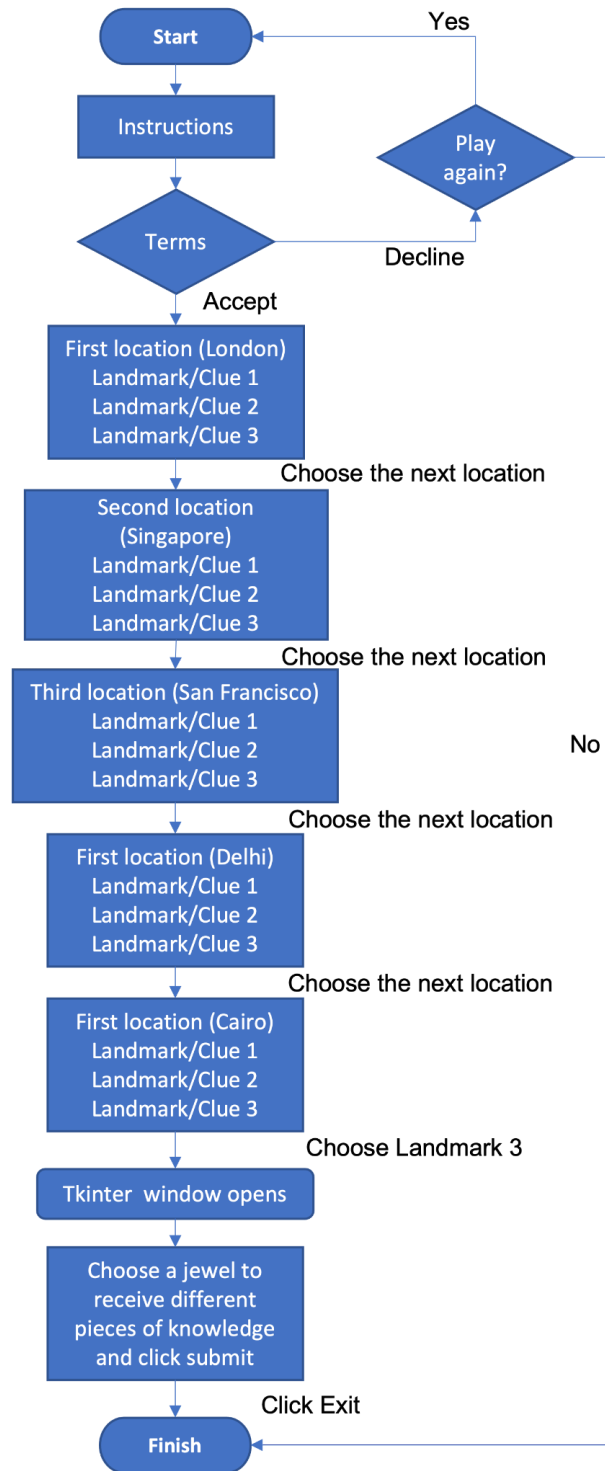 Start
Yes
Instructions
Play
again?
Terms
Decline
Accept
First location (London)
Landmark/Clue 1
Landmark/Clue 2
Landmark/Clue 3
Choose the next location
Second location
(Singapore)
Landmark/Clue 1
Landmark/Clue 2
Landmark/Clue 3
Choose the next location
Third location (San Francisco)
Landmark/Clue 1
Landmark/Clue 2
Landmark/Clue 3
No
Choose the next location
First location (Delhi)
Landmark/Clue 1
Landmark/Clue 2
Landmark/Clue 3
Choose the next location
First location (Cairo)
Landmark/Clue 1
Landmark/Clue 2
Landmark/Clue 3
Choose Landmark 3
Tkinter window opens
Choose a jewel to
receive different
pieces of knowledge
and click submit
Click Exit
Finish